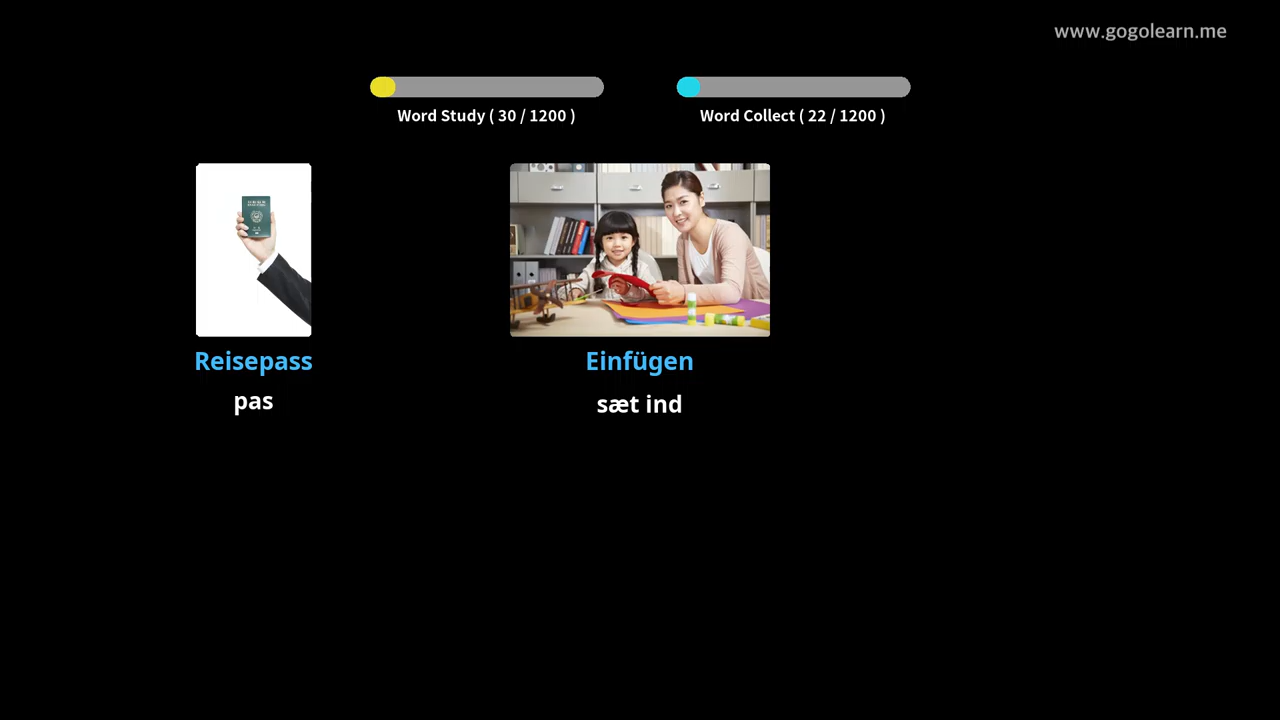 www.gogolearn.me
Word Study ( 30 / 1200 )
Word Collect ( 22 / 1200 )
Reisepass
Einfügen
pas
sæt ind